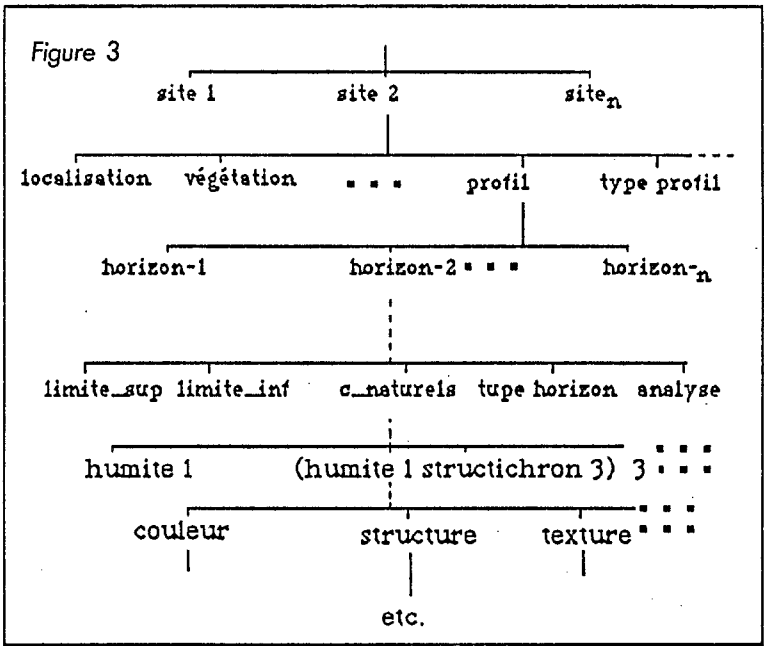 Figure 3
site 1 site 2 site n
localisation végétation ... profil type profil
horizon-1 horizon-2 ... horizon-n
limite_sup limite_inf c_naturels tupe horizon analyse
humite 1 (humite 1 structichron 3) 3
couleur structure texture
etc.